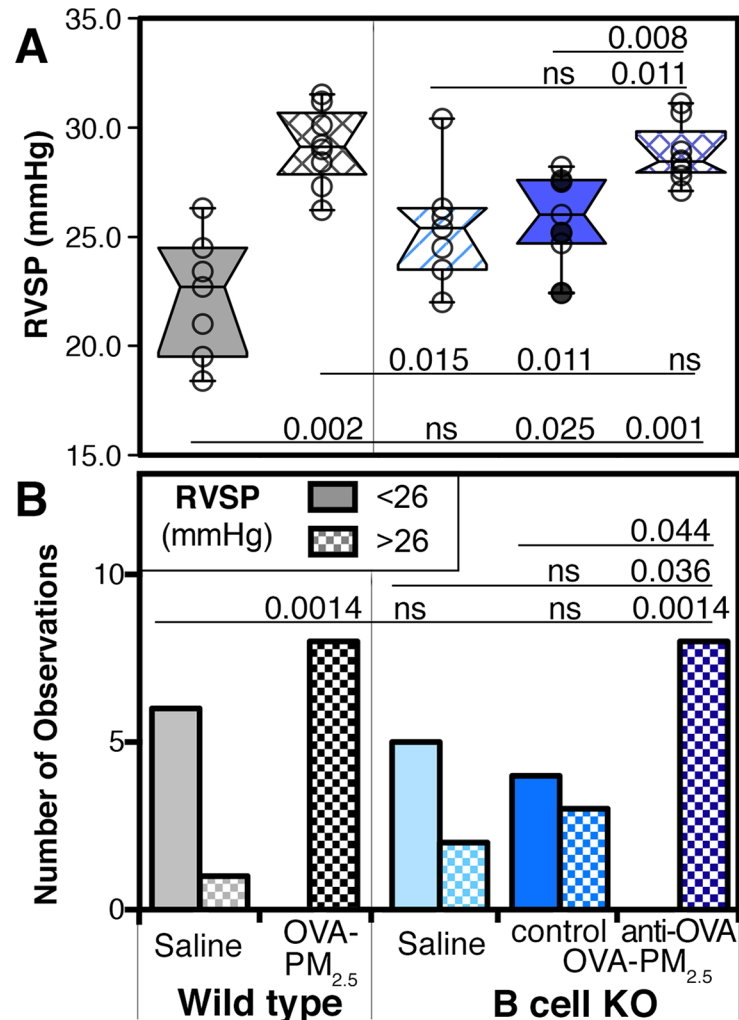 A
RVSP (mmHg)
35.0
30.0
25.0
20.0
15.0
0.008
ns 0.011
0.015 0.011 ns
0.002 ns 0.025 0.001
B
Number of Observations
RVSP
(mmHg)
<26
>26
10
5
0
0.044
ns 0.036
0.0014 ns ns 0.0014
Saline OVA-PM2.5 Saline control anti-OVA
OVA-PM2.5
Wild type B cell KO